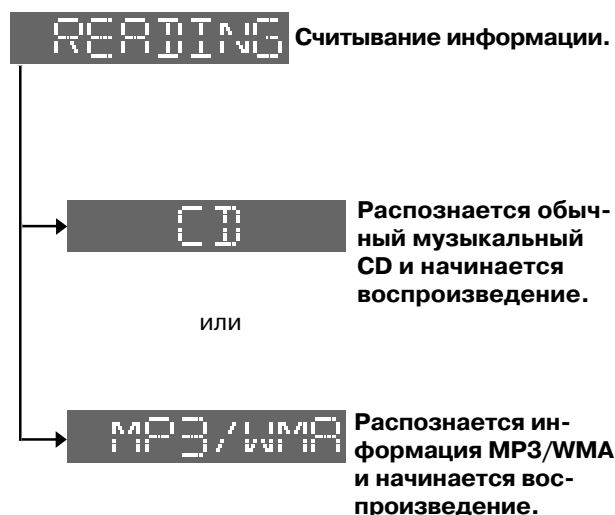 READING
Считывание информации.
CD
Распознается обыч-
ный музыкальный
CD и начинается
воспроизведение.
или
MP3/WMA
Распознается ин-
формация MP3/WMA
и начинается вос-
произведение.